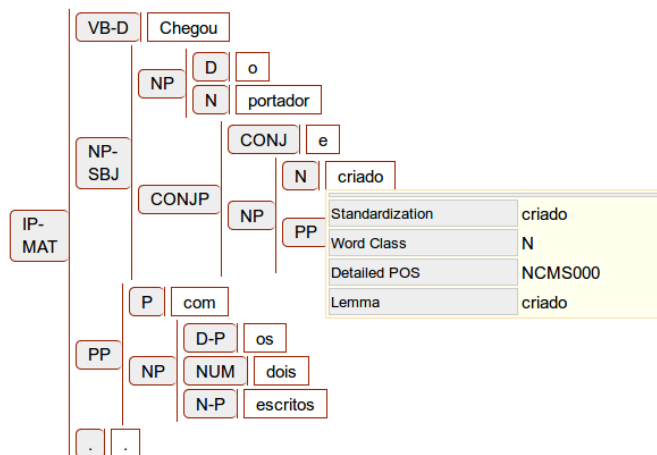 VB-D Chegou
D o
NP
N portador
CONJ e
NP-
SBJ
N criado
CONJP
NP
PP
Standardization criado
Word Class N
Detailed POS NCMS000
Lemma criado
IP-
MAT
P com
D-P os
PP
NP NUM dois
N-P escritos
. .